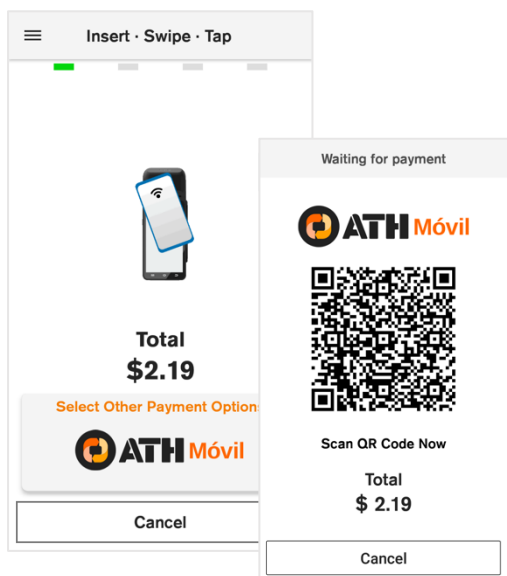 Insert · Swipe · Tap
Total
$2.19
Select Other Payment Option
ATH Móvil
Cancel
Waiting for payment
ATH Móvil
Scan QR Code Now
Total
$ 2.19
Cancel